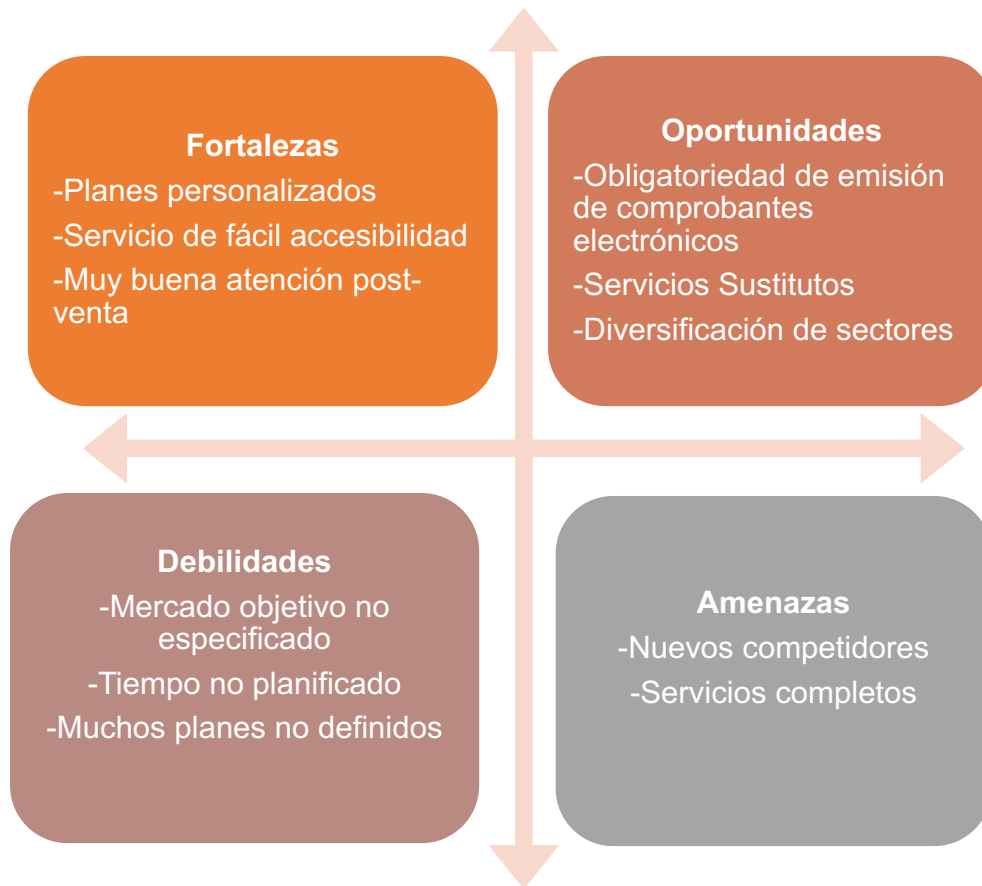 Fortalezas
-Planes personalizados
-Servicio de fácil accesibilidad
-Muy buena atención post-
venta
Oportunidades
-Obligatoriedad de emisión
de comprobantes
electrónicos
-Servicios Sustitutos
-Diversificación de sectores
Debilidades
-Mercado objetivo no
especificado
-Tiempo no planificado
-Muchos planes no definidos
Amenazas
-Nuevos competidores
-Servicios completos